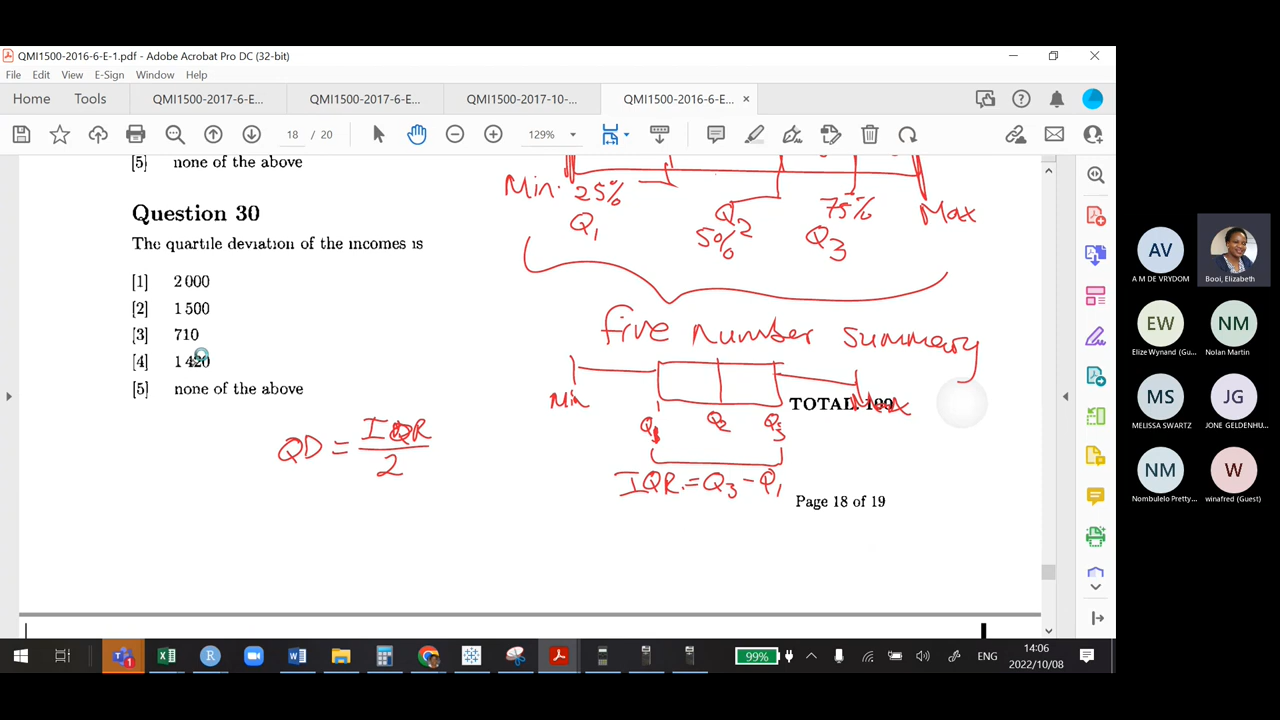 QMI1500-2016-6-E-1.pdf - Adobe Acrobat Pro DC (32-bit)
File Edit View E-Sign Window Help
Home Tools QMI1500-2017-6-E... QMI1500-2017-6-E... QMI1500-2017-10-... QMI1500-2016-6-E...
18 / 20 129%
[5] none of the above
Min. 25% Q2 75% Max
Q1 50% Q3
Question 30
The quartile deviation of the incomes is
[1] 2 000
[2] 1 500
[3] 710
[4] 1 420
[5] none of the above
five number summary
Min Max
TOTAL 100
Q1 Q2 Q3
QD = IQR
2
IQR = Q3 - Q1
Page 18 of 19
AV
A M DE VRYDOM
Booi, Elizabeth
EW
Elize Wynand (Gu...
NM
Nolan Martin
MS
MELISSA SWARTZ
JG
JONE GELDENHU...
NM
Nombulelo Pretty...
W
winafred (Guest)
99% ENG 14:06
2022/10/08